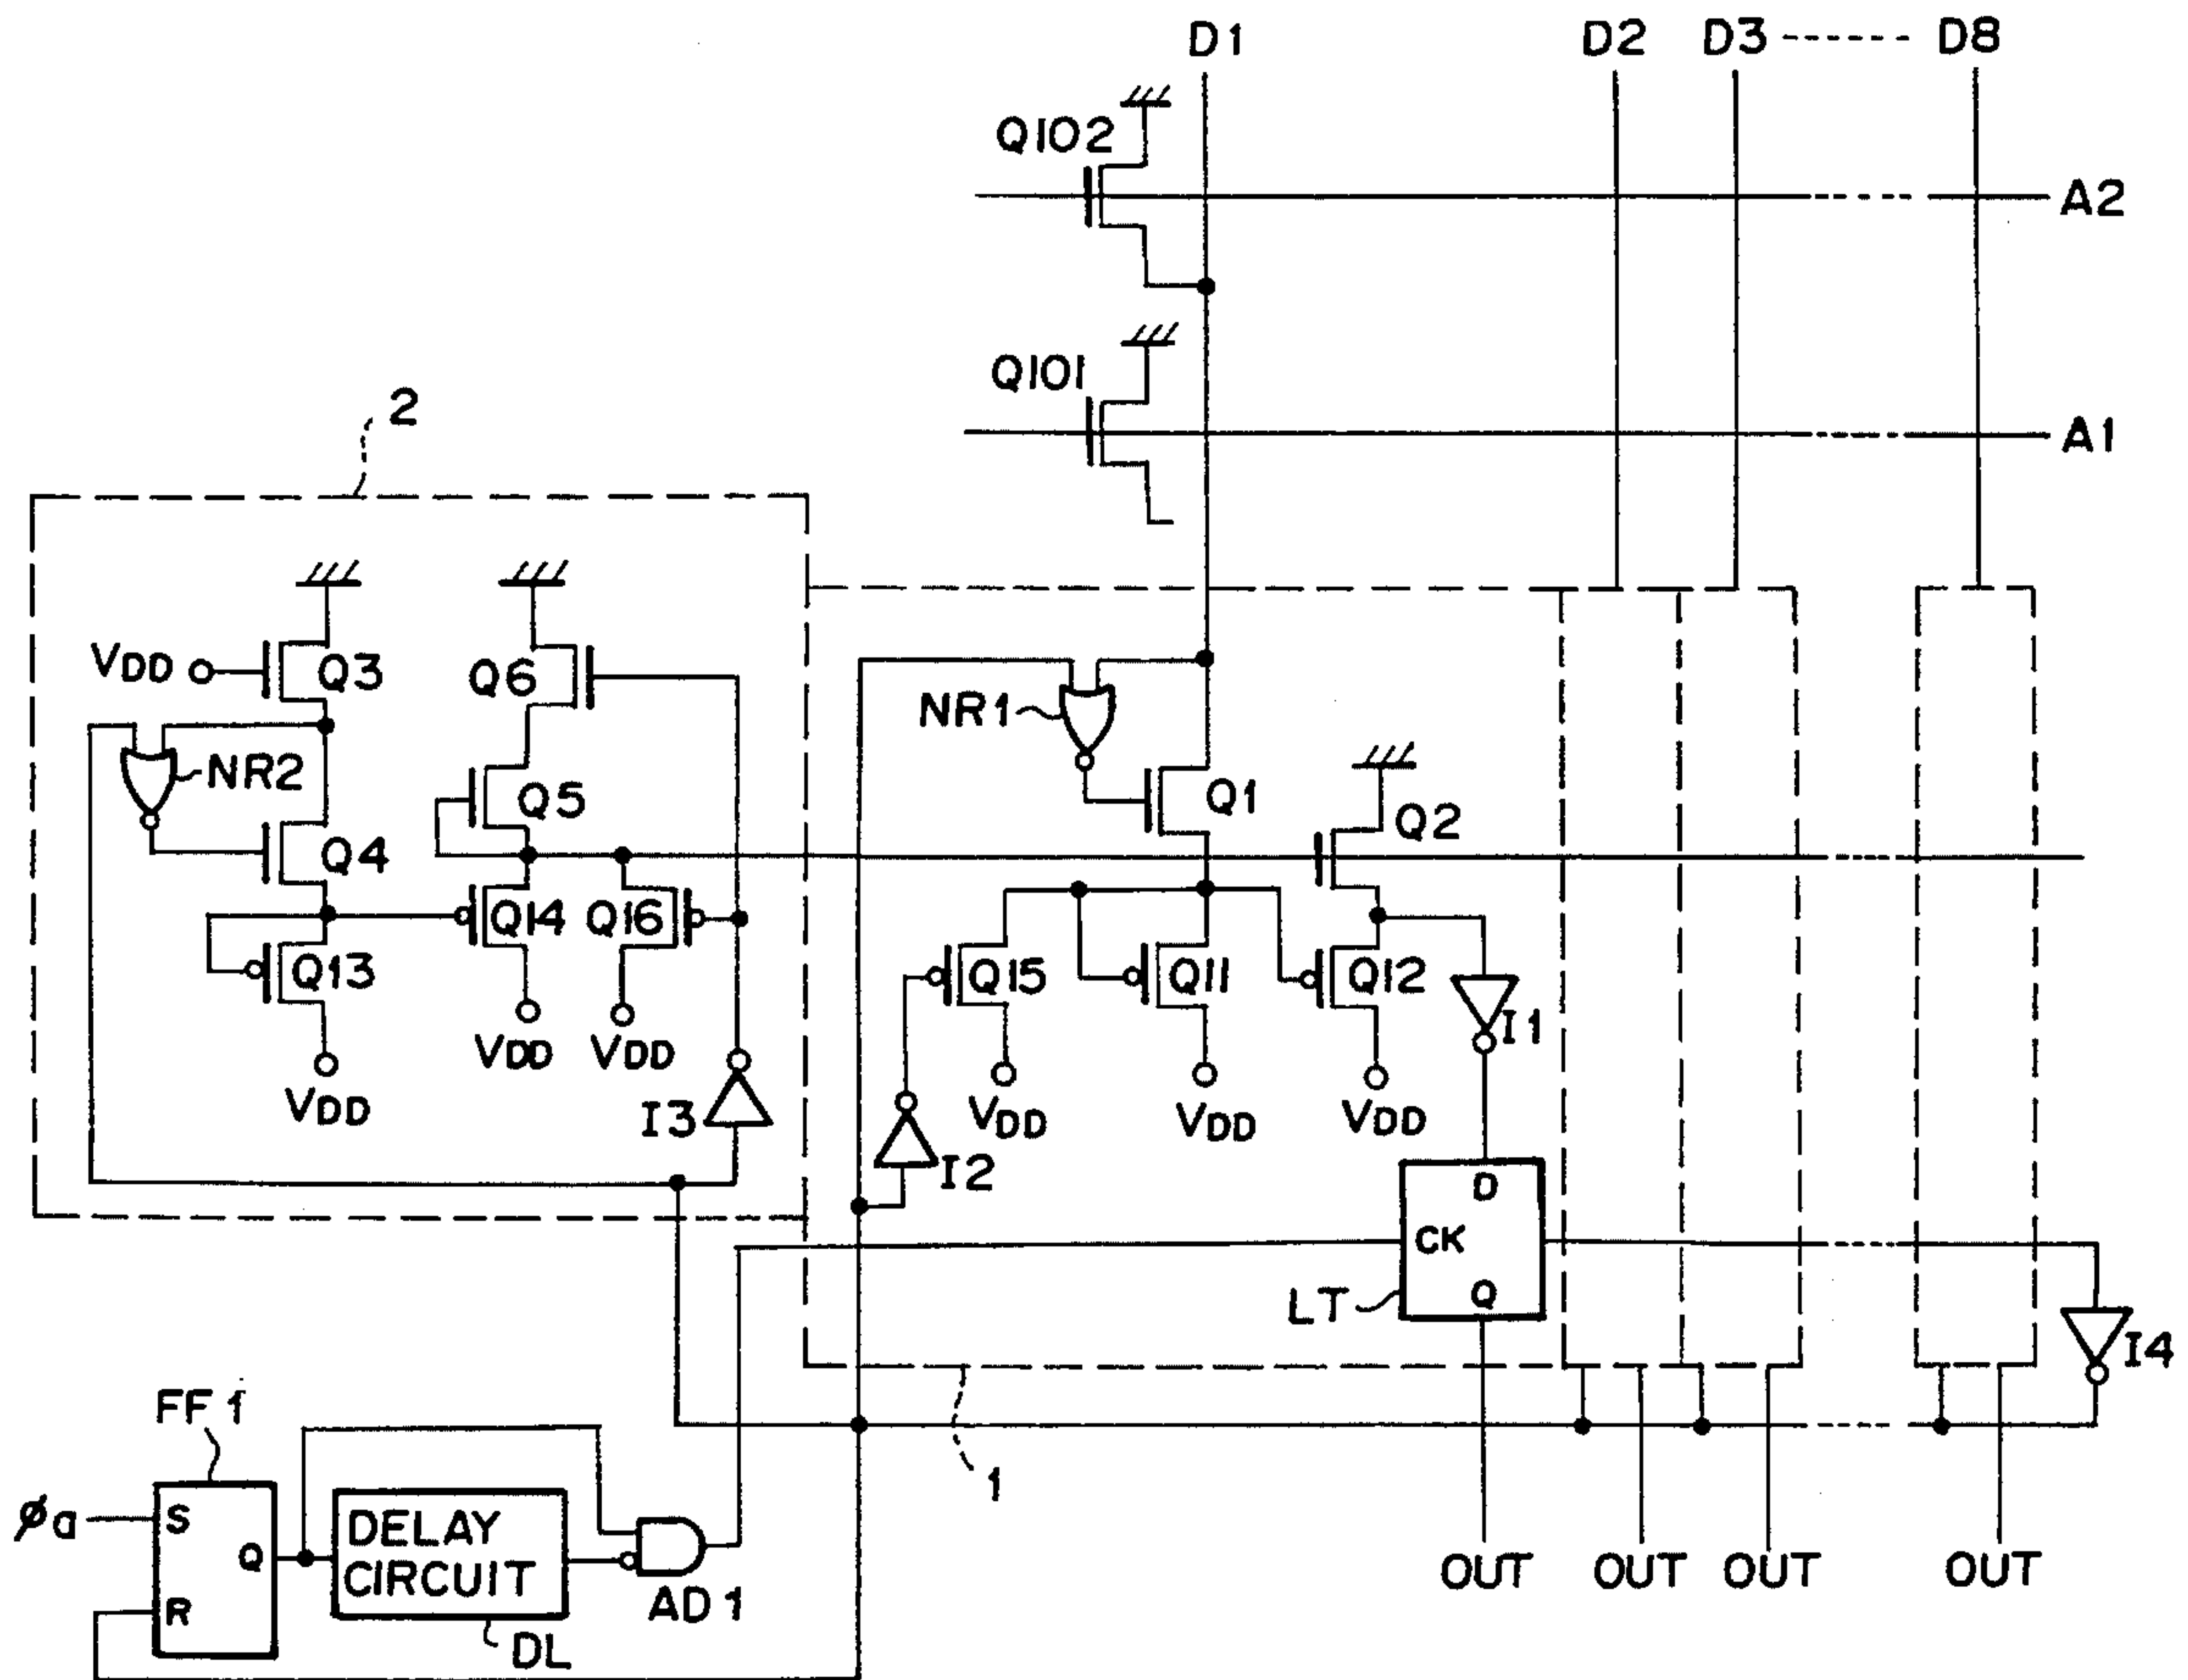 D1 D2 D3 D8
Q102
A2
Q101
A1
2
VDD Q3 Q6
NR1
NR2 Q5 Q1 Q2
Q4
Q14 Q16
Q13 Q15 Q11 Q12
I1
VDD VDD
VDD I3 VDD VDD VDD
I2 D
CK
LT Q
I4
FF1
1
φa S DELAY
Q CIRCUIT OUT OUT OUT OUT
R AD1
DL